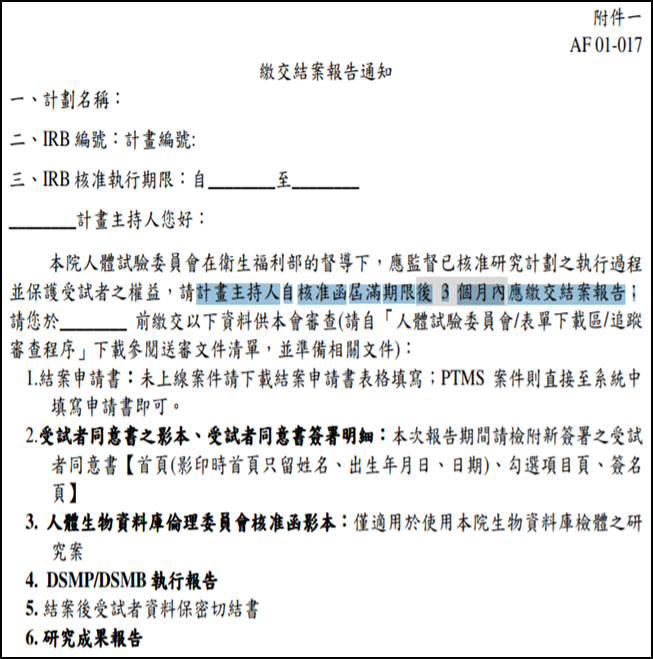 附件一
AF 01-017
繳交結案報告通知
一、計劃名稱：
二、IRB 編號：計畫編號:
三、IRB 核准執行期限：自________至________
________計畫主持人您好：
本院人體試驗委員會在衛生福利部的督導下，應監督已核准研究計劃之執行過程
並保護受試者之權益，請計畫主持人自核准函屆滿期限後 3 個月內應繳交結案報告；
請您於________ 前繳交以下資料供本會審查(請自「人體試驗委員會/表單下載區/追蹤
審查程序」下載參閱送審文件清單，並準備相關文件)：
1.結案申請書：未上線案件請下載結案申請書表格填寫；PTMS 案件則直接至系統中
填寫申請書即可。
2.受試者同意書之影本、受試者同意書簽署明細：本次報告期間請檢附新簽署之受試
者同意書【首頁(影印時首頁只留姓名、出生年月日、日期)、勾選項目頁、簽名
頁】
3. 人體生物資料庫倫理委員會核准函影本：僅適用於使用本院生物資料庫檢體之研
究案
4. DSMP/DSMB 執行報告
5. 結案後受試者資料保密切結書
6. 研究成果報告